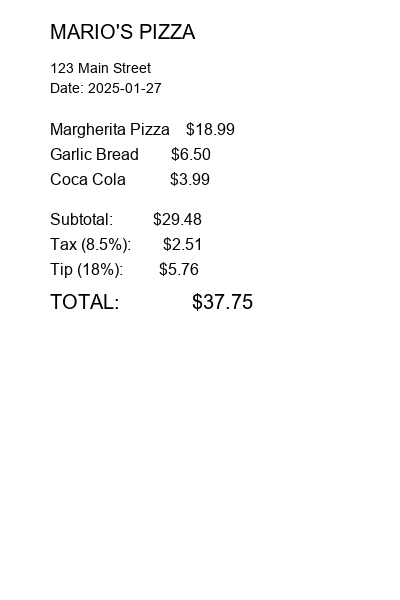 MARIO'S PIZZA
123 Main Street
Date: 2025-01-27
Margherita Pizza $18.99
Garlic Bread $6.50
Coca Cola $3.99
Subtotal: $29.48
Tax (8.5%): $2.51
Tip (18%): $5.76
TOTAL: $37.75